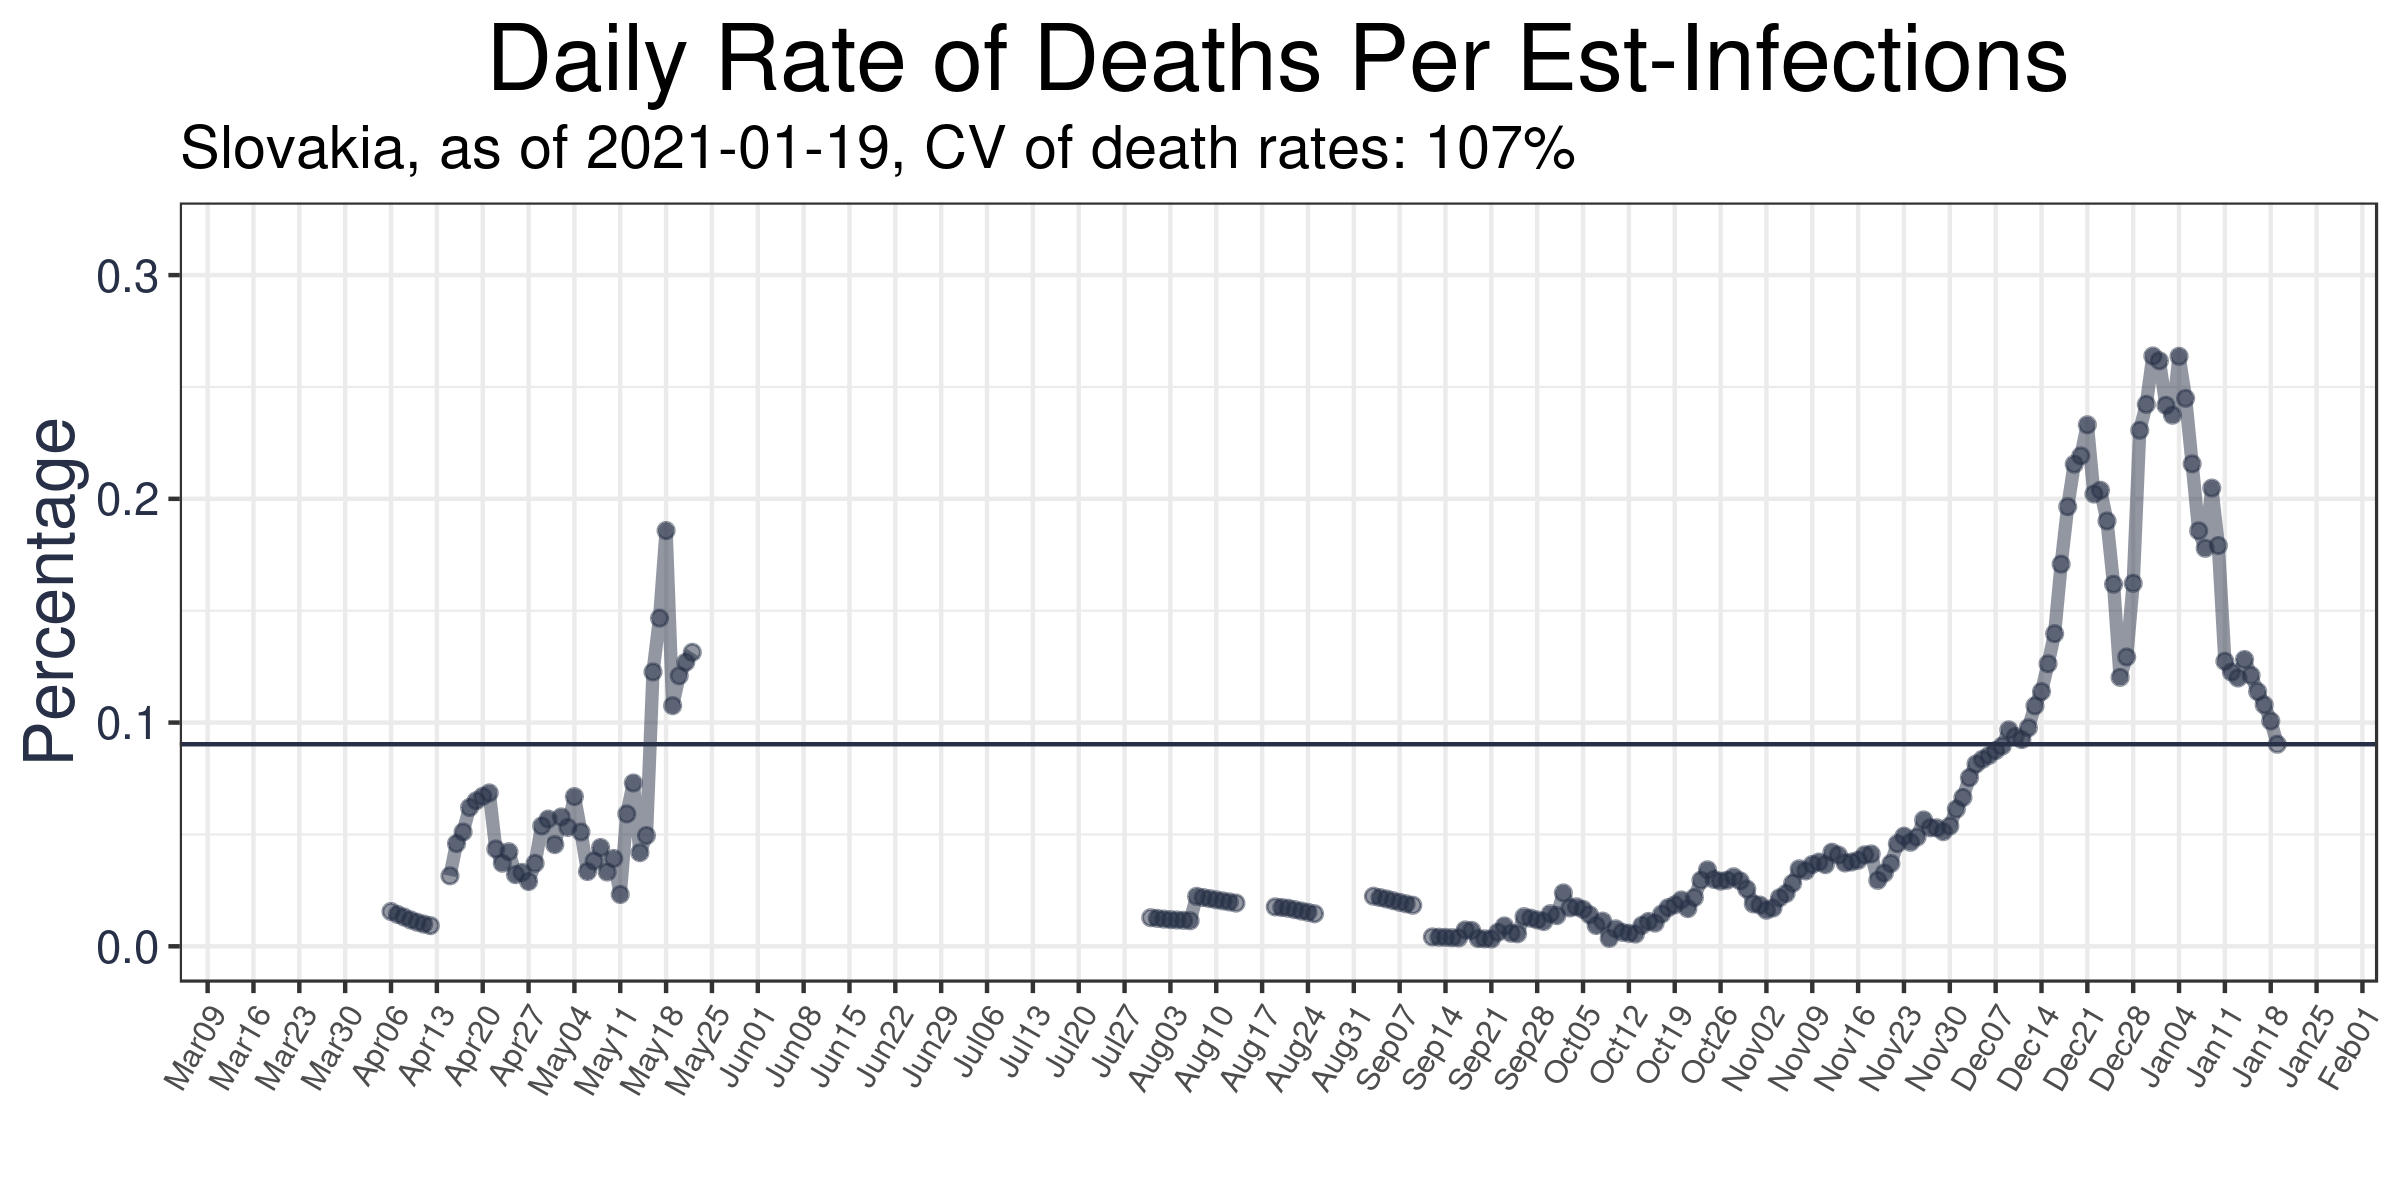 Daily Rate of Deaths Per Est-Infections
Slovakia, as of 2021-01-19, CV of death rates: 107%
Percentage
0.3
0.2
0.1
0.0
Mar09
Mar16
Mar23
Mar30
Apr06
Apr13
Apr20
Apr27
May04
May11
May18
May25
Jun01
Jun08
Jun15
Jun22
Jun29
Jul06
Jul13
Jul20
Jul27
Aug03
Aug10
Aug17
Aug24
Aug31
Sep07
Sep14
Sep21
Sep28
Oct05
Oct12
Oct19
Oct26
Nov02
Nov09
Nov16
Nov23
Nov30
Dec07
Dec14
Dec21
Dec28
Jan04
Jan11
Jan18
Jan25
Feb01